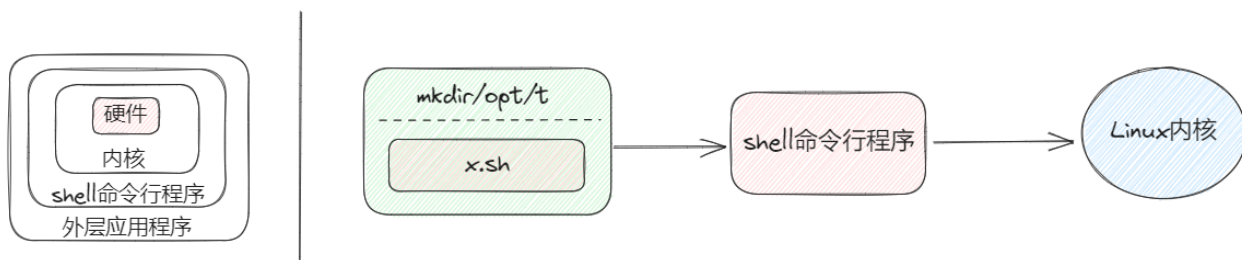 硬件
内核
shell命令行程序
外层应用程序
mkdir/opt/t
x.sh
shell命令行程序
Linux内核